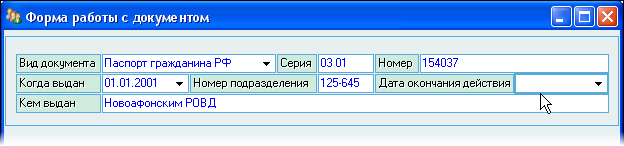 Форма работы с документом
Вид документа Паспорт гражданина РФ Серия 03 01 Номер 154037
Когда выдан 01.01.2001 Номер подразделения 125-645 Дата окончания действия
Кем выдан Новоафонским РОВД